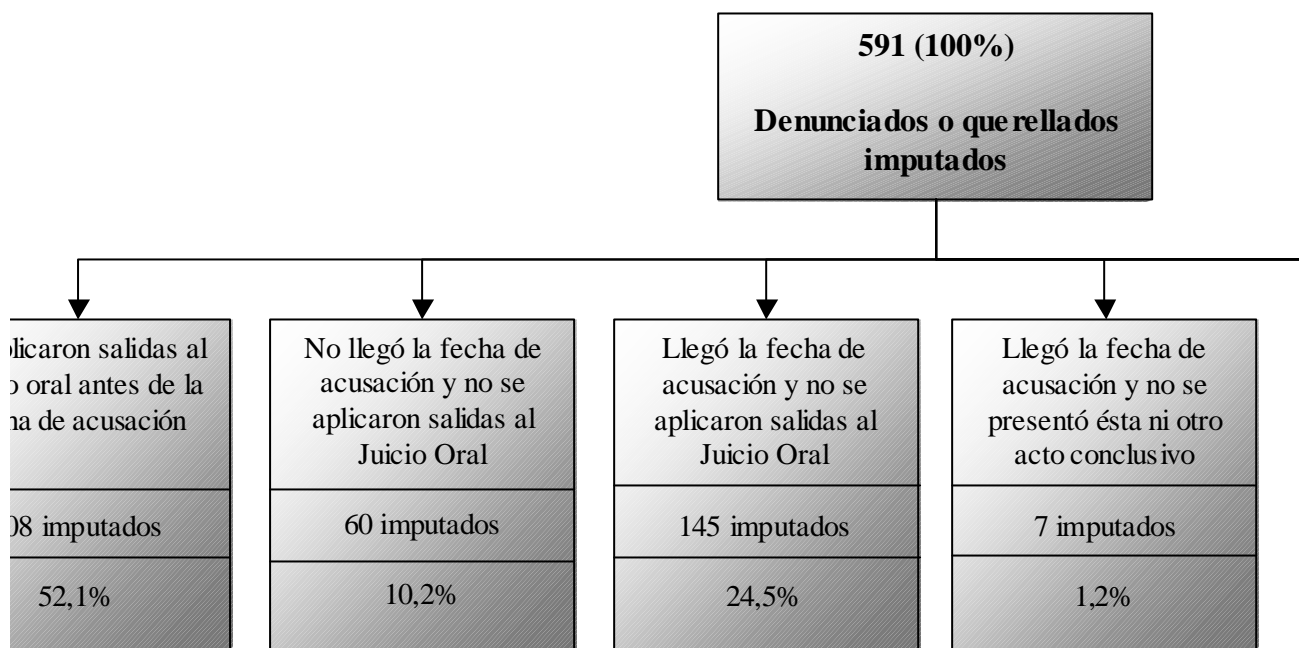 591 (100%)
Denunciados o querellados
imputados
salidas al
oral antes de la
de acusación
imputados
52,1%
No llegó la fecha de
acusación y no se
aplicaron salidas al
Juicio Oral
60 imputados
10,2%
Llegó la fecha de
acusación y no se
aplicaron salidas al
Juicio Oral
145 imputados
24,5%
Llegó la fecha de
acusación y no se
presentó ésta ni otro
acto conclusivo
7 imputados
1,2%